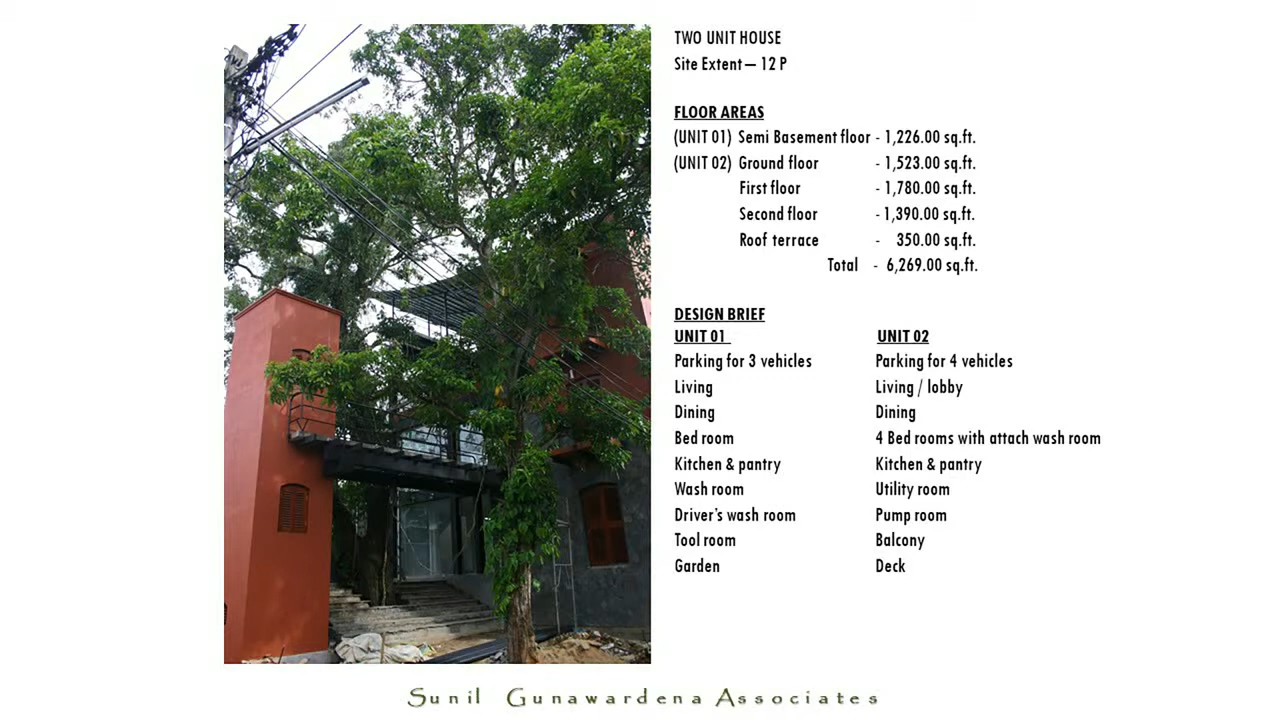 TWO UNIT HOUSE
Site Extent – 12 P
FLOOR AREAS
(UNIT 01) Semi Basement floor - 1,226.00 sq.ft.
(UNIT 02) Ground floor - 1,523.00 sq.ft.
First floor - 1,780.00 sq.ft.
Second floor - 1,390.00 sq.ft.
Roof terrace - 350.00 sq.ft.
Total - 6,269.00 sq.ft.
DESIGN BRIEF
UNIT 01 UNIT 02
Parking for 3 vehicles Parking for 4 vehicles
Living Living / lobby
Dining Dining
Bed room 4 Bed rooms with attach wash room
Kitchen & pantry Kitchen & pantry
Wash room Utility room
Driver's wash room Pump room
Tool room Balcony
Garden Deck
Sunil Gunawardena Associates